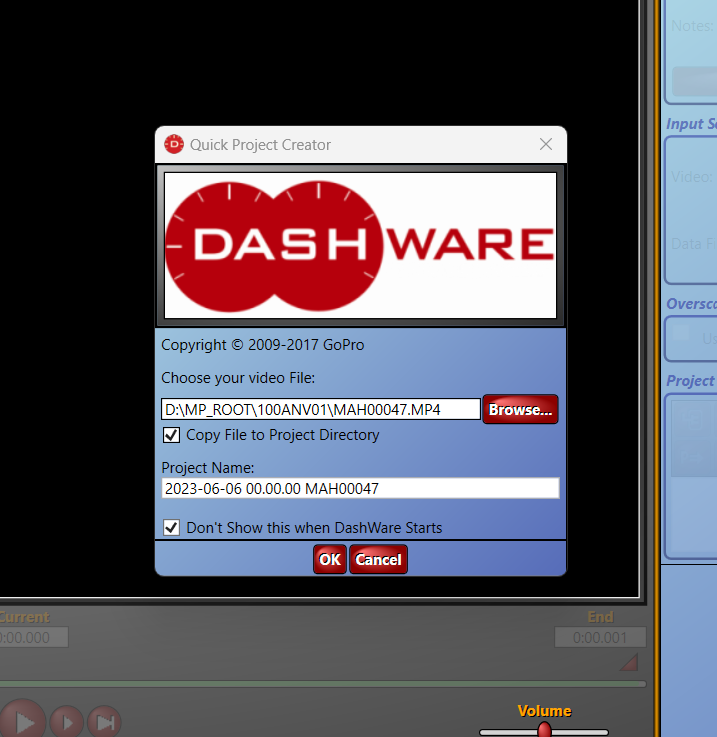 Notes:
Input S
Quick Project Creator
D
DASHWARE
Video:
Data F
Oversc
Copyright © 2009-2017 GoPro
Choose your video File:
Project
D:\MP_ROOT\100ANV01\MAH00047.MP4
Browse...
Copy File to Project Directory
Project Name:
2023-06-06 00.00.00 MAH00047
Don't Show this when DashWare Starts
OK
Cancel
Current
End
0:00.000
0:00.001
Volume